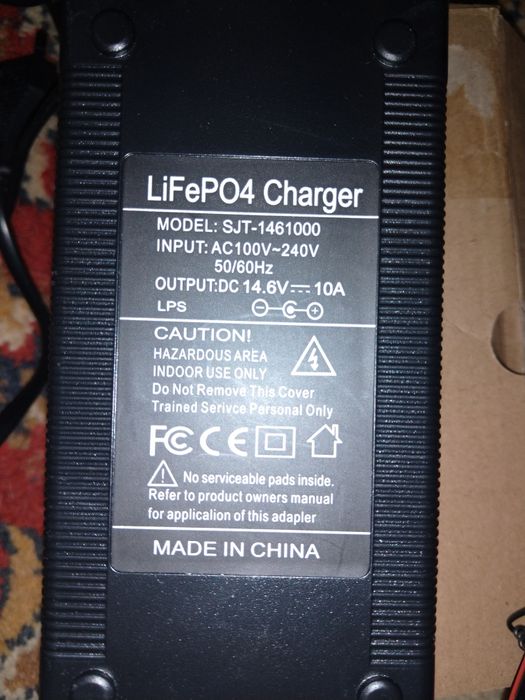 LiFePO4 Charger
MODEL: SJT-1461000
INPUT: AC100V~240V
50/60Hz
OUTPUT:DC 14.6V⎓10A
LPS
CAUTION!
HAZARDOUS AREA
INDOOR USE ONLY
Do Not Remove This Cover
Trained Serivce Personal Only
FC CE
No serviceable pads inside.
Refer to product owners manual
for applicalion of this adapler
MADE IN CHINA